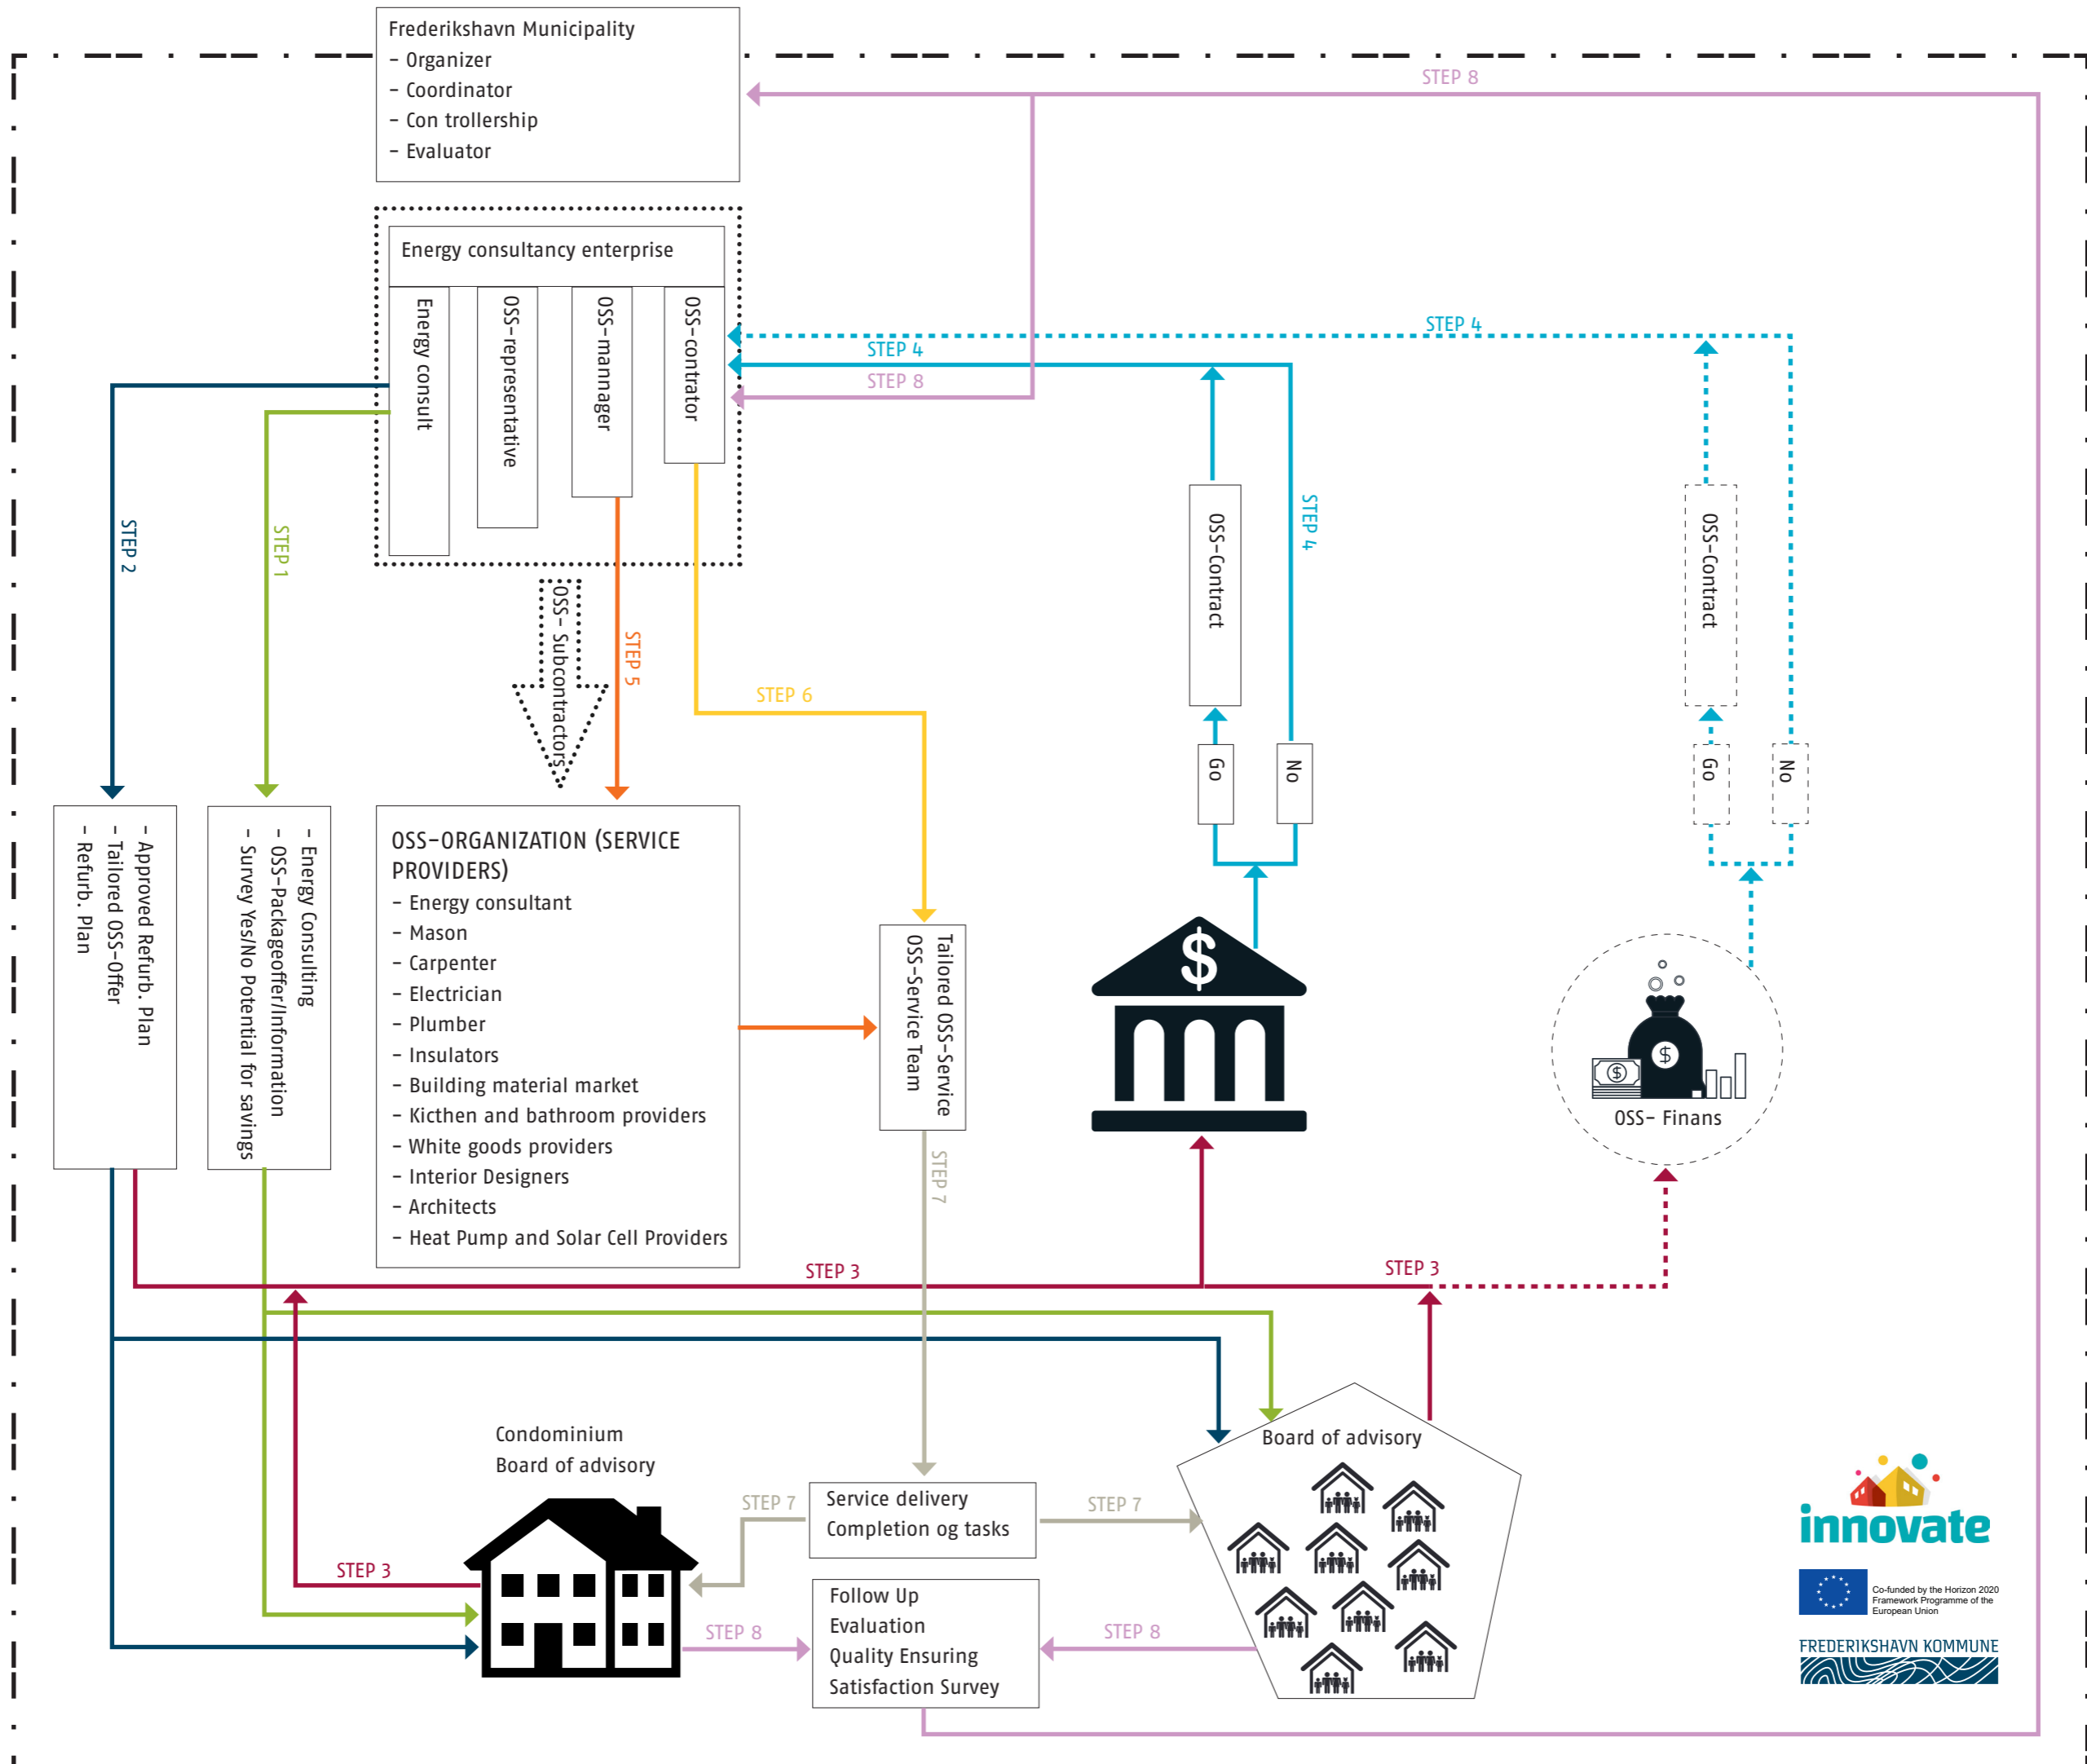 Frederikshavn Municipality
- Organizer
- Coordinator
- Con trollership
- Evaluator
STEP 8
Energy consultancy enterprise
Energy consult
OSS-representative
OSS-mannager
OSS-contrator
STEP 4
STEP 4
STEP 8
STEP 2
STEP 1
OSS- Subcontractors
STEP 5
STEP 6
OSS-Contract
STEP 4
OSS-Contract
Go
No
Go
No
- Approved Refurb. Plan
- Tailored OSS-Offer
- Refurb. Plan
- Energy Consulting
- OSS-Packageoffer/Information
- Survey Yes/No Potential for savings
OSS-ORGANIZATION (SERVICE
PROVIDERS)
- Energy consultant
- Mason
- Carpenter
- Electrician
- Plumber
- Insulators
- Building material market
- Kicthen and bathroom providers
- White goods providers
- Interior Designers
- Architects
- Heat Pump and Solar Cell Providers
Tailored OSS-Service
OSS-Service Team
$
$
$
OSS- Finans
STEP 7
STEP 3
STEP 3
Condominium
Board of advisory
Board of advisory
STEP 7
Service delivery
Completion og tasks
STEP 7
STEP 3
STEP 8
Follow Up
Evaluation
Quality Ensuring
Satisfaction Survey
STEP 8
innovate
Co-funded by the Horizon 2020
Framework Programme of the
European Union
FREDERIKSHAVN KOMMUNE